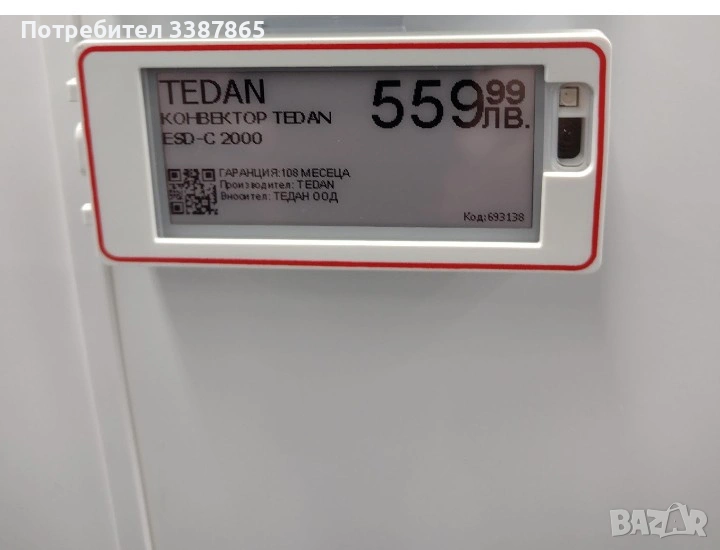 Потребител 3387865
TEDAN
559 99 ЛВ.
КОНВЕКТОР TEDAN
ESD-C 2000
ГАРАНЦИЯ:108 МЕСЕЦА
Производител: TEDAN
Вносител: ТЕДАН ООД
Код:693138
BAZAR